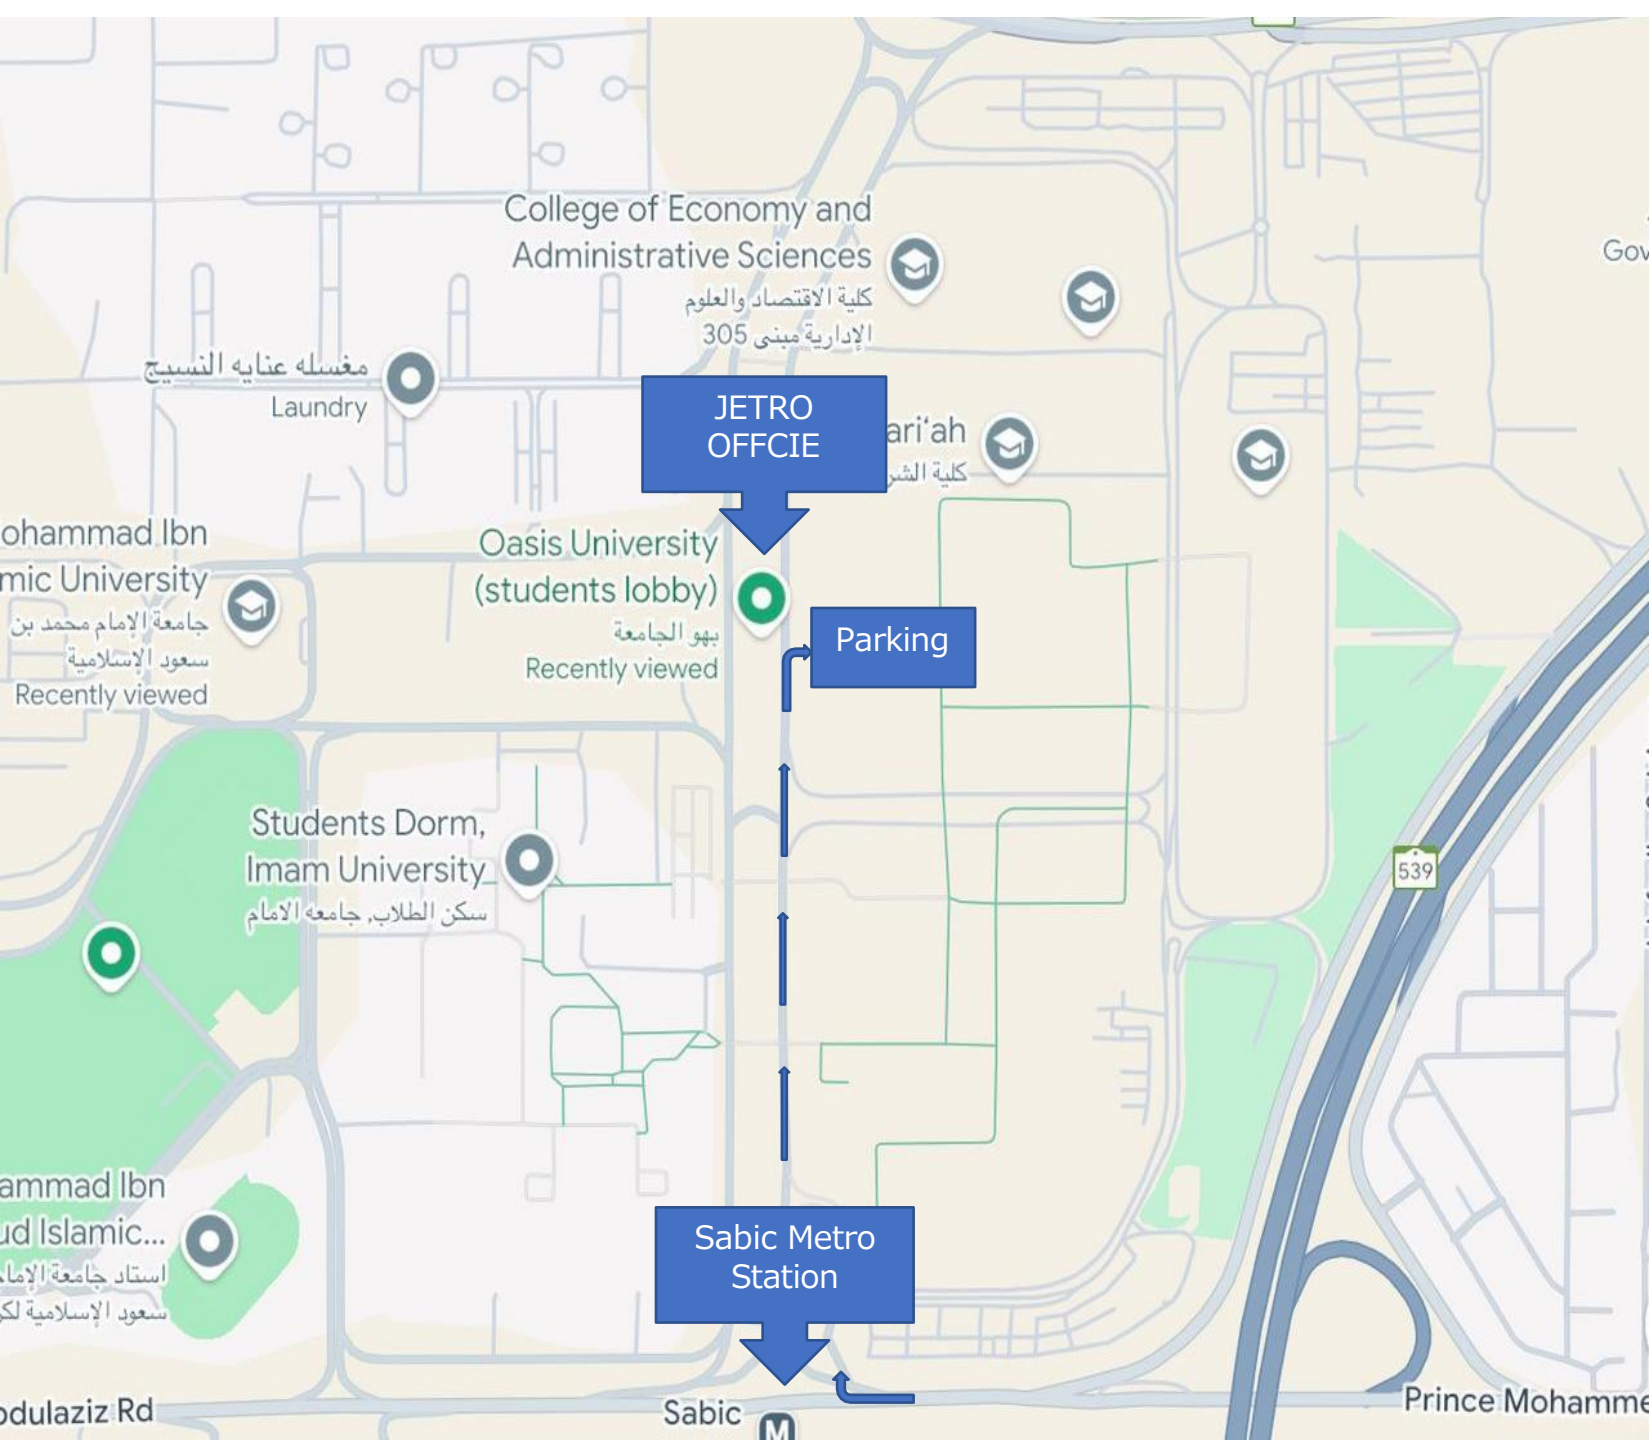 College of Economy and
Administrative Sciences
كلية الاقتصاد والعلوم
الإدارية مبنى 305
Gov
مغسله عنايه النسيج
Laundry
JETRO
OFFCIE
ari'ah
كلية الشر
ohammad Ibn
mic University
جامعة الإمام محمد بن
سعود الإسلامية
Recently viewed
Oasis University
(students lobby)
بهو الجامعة
Recently viewed
Parking
Students Dorm,
Imam University
سكن الطلاب, جامعه الامام
539
ammad Ibn
ud Islamic...
استاد جامعة الإما
سعود الإسلامية لكر
Sabic Metro
Station
bdulaziz Rd
Sabic
M
Prince Mohamme